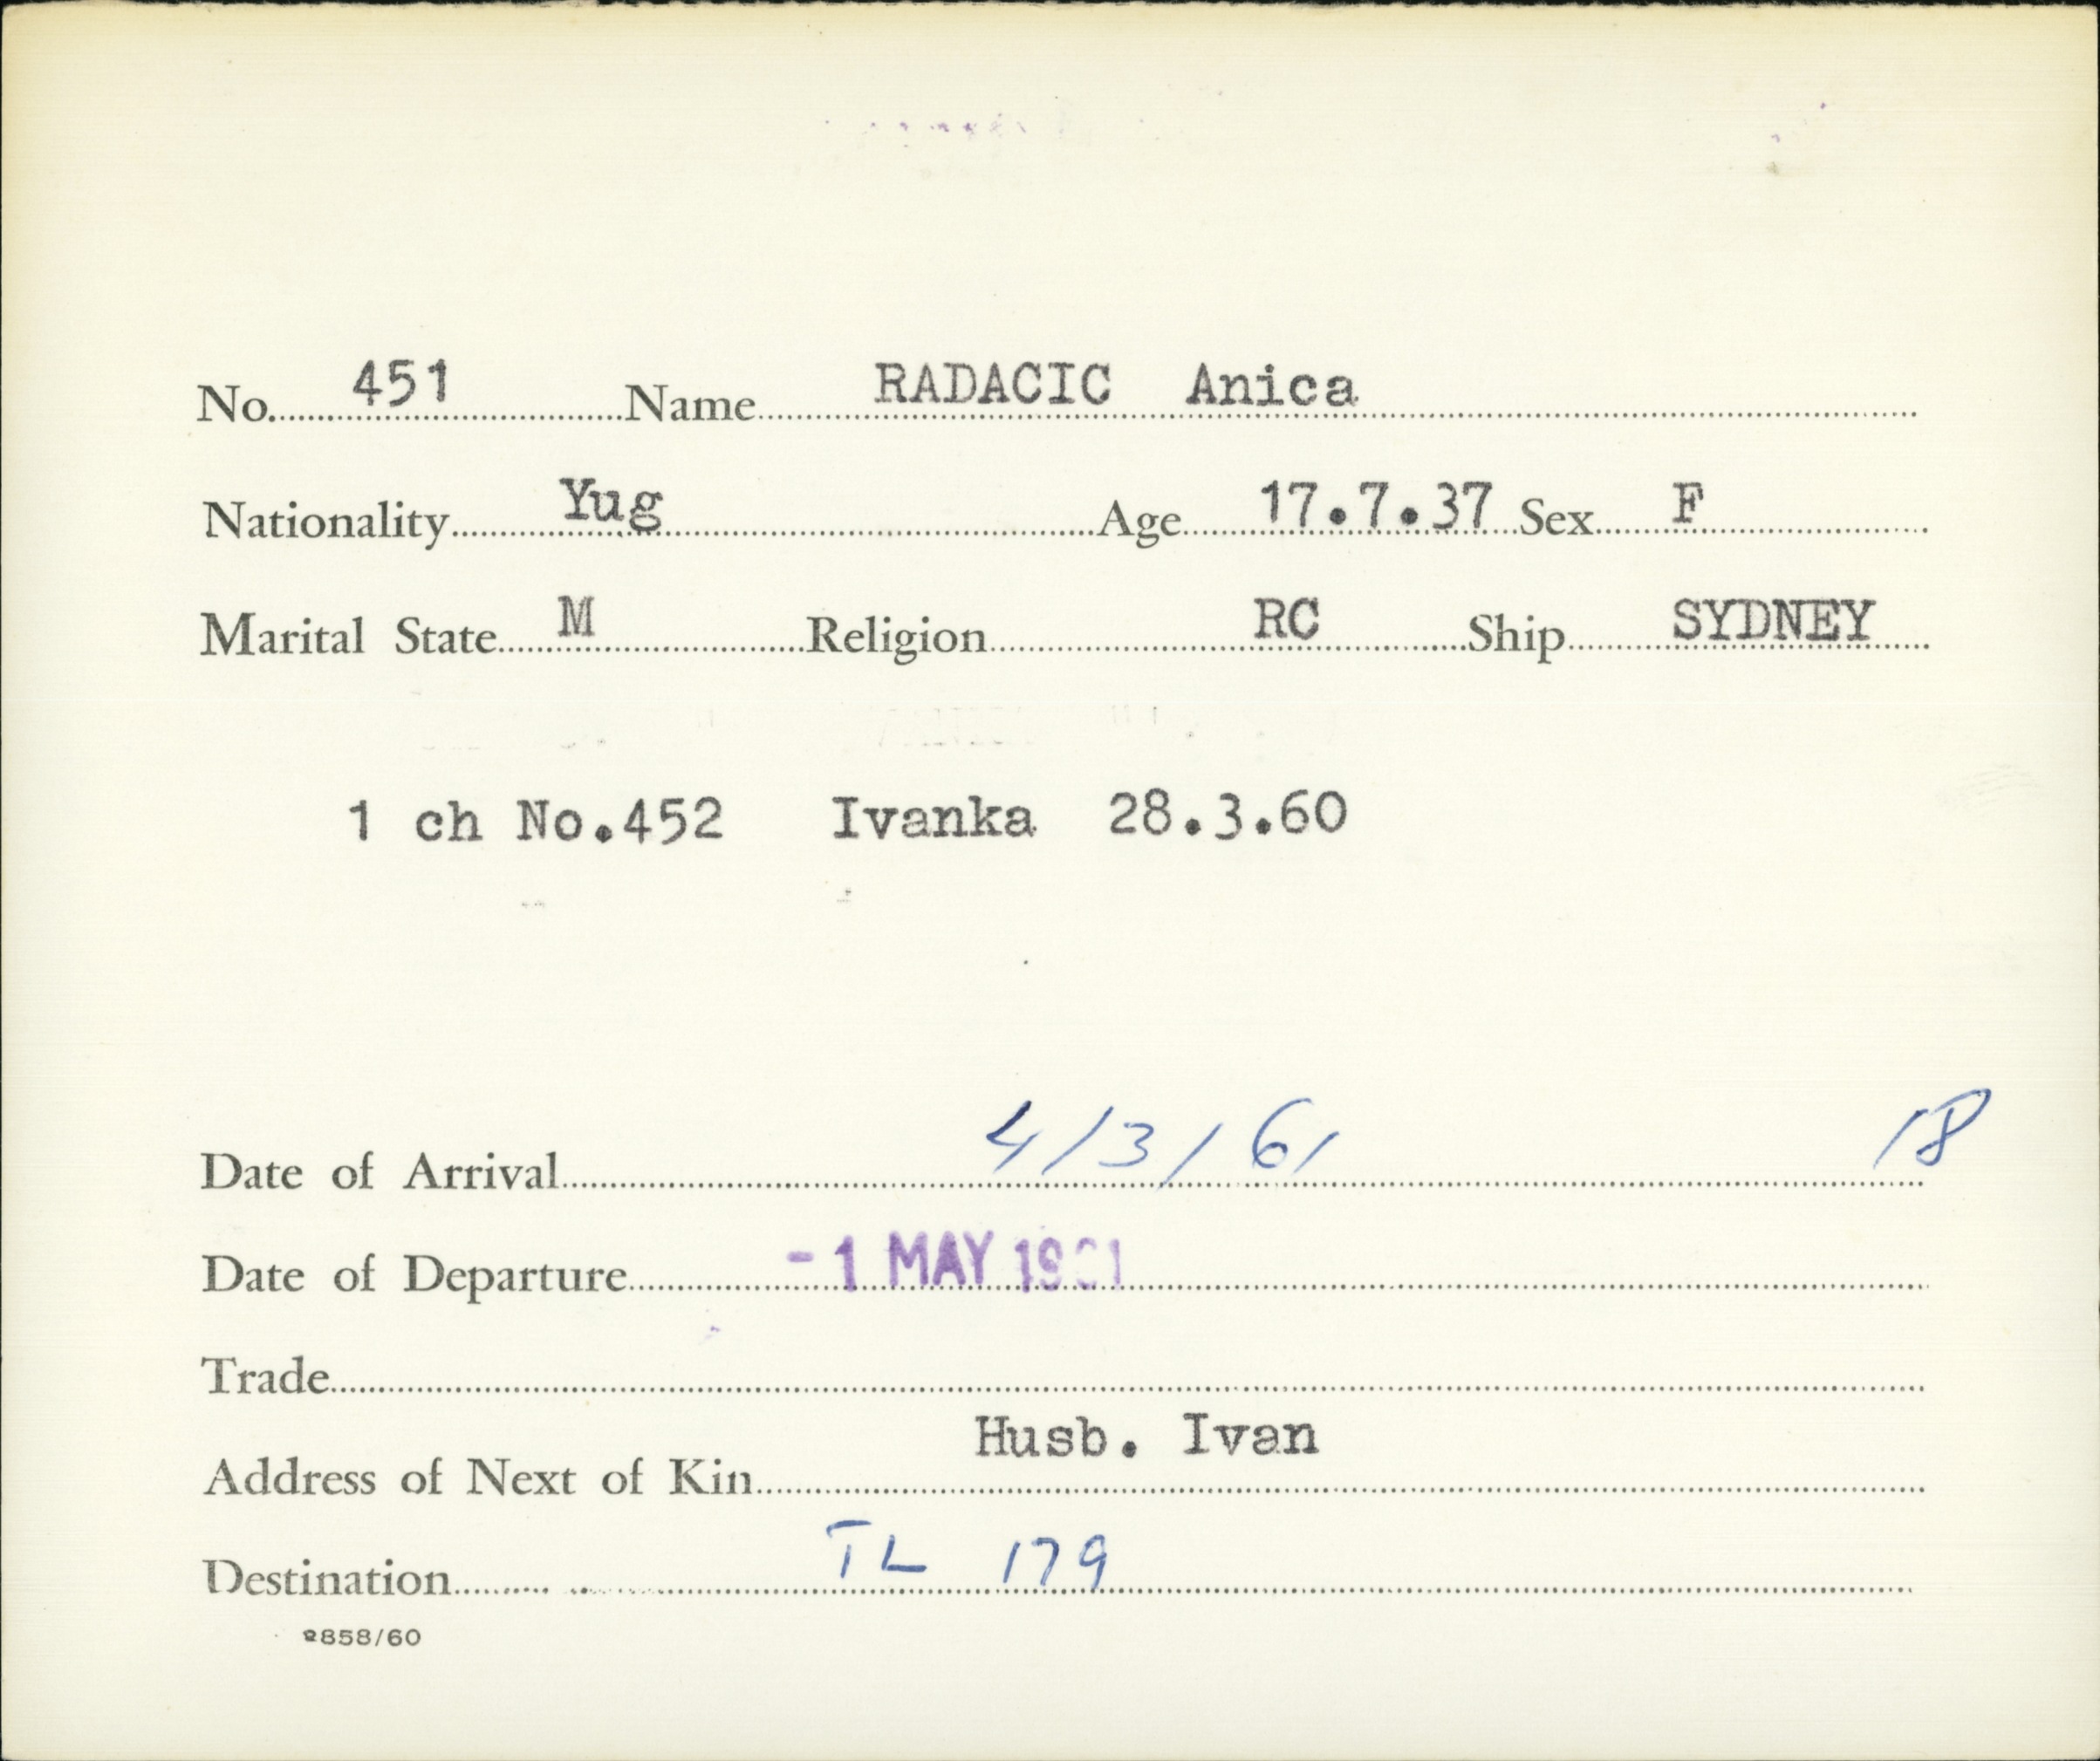 No. 451 Name RADACIC Anica
Nationality Yug Age 17.7.37 Sex F
Marital State M Religion RC Ship SYDNEY
1 ch No.452 Ivanka 28.3.60
Date of Arrival 4/3/61 18
Date of Departure - 1 MAY 1961
Trade
Address of Next of Kin Husb. Ivan
Destination TL 179
2858/60